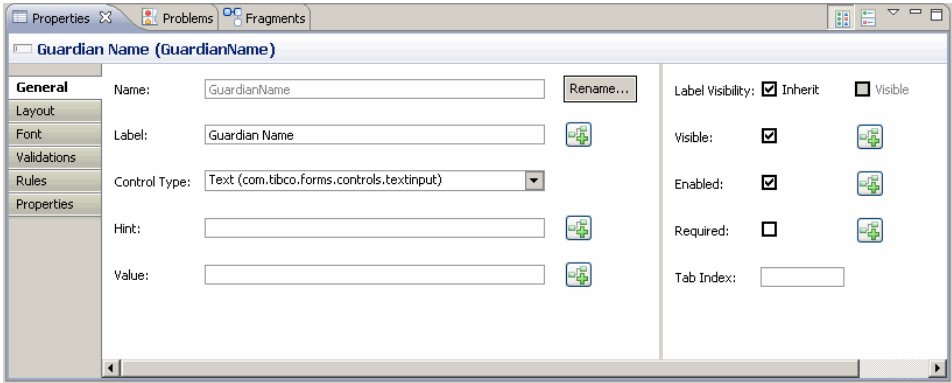 Properties Problems Fragments
Guardian Name (GuardianName)
General
Layout
Font
Validations
Rules
Properties
Name: GuardianName Rename...
Label: Guardian Name
Control Type: Text (com.tibco.forms.controls.textinput)
Hint:
Value:
Label Visibility: Inherit Visible
Visible:
Enabled:
Required:
Tab Index: